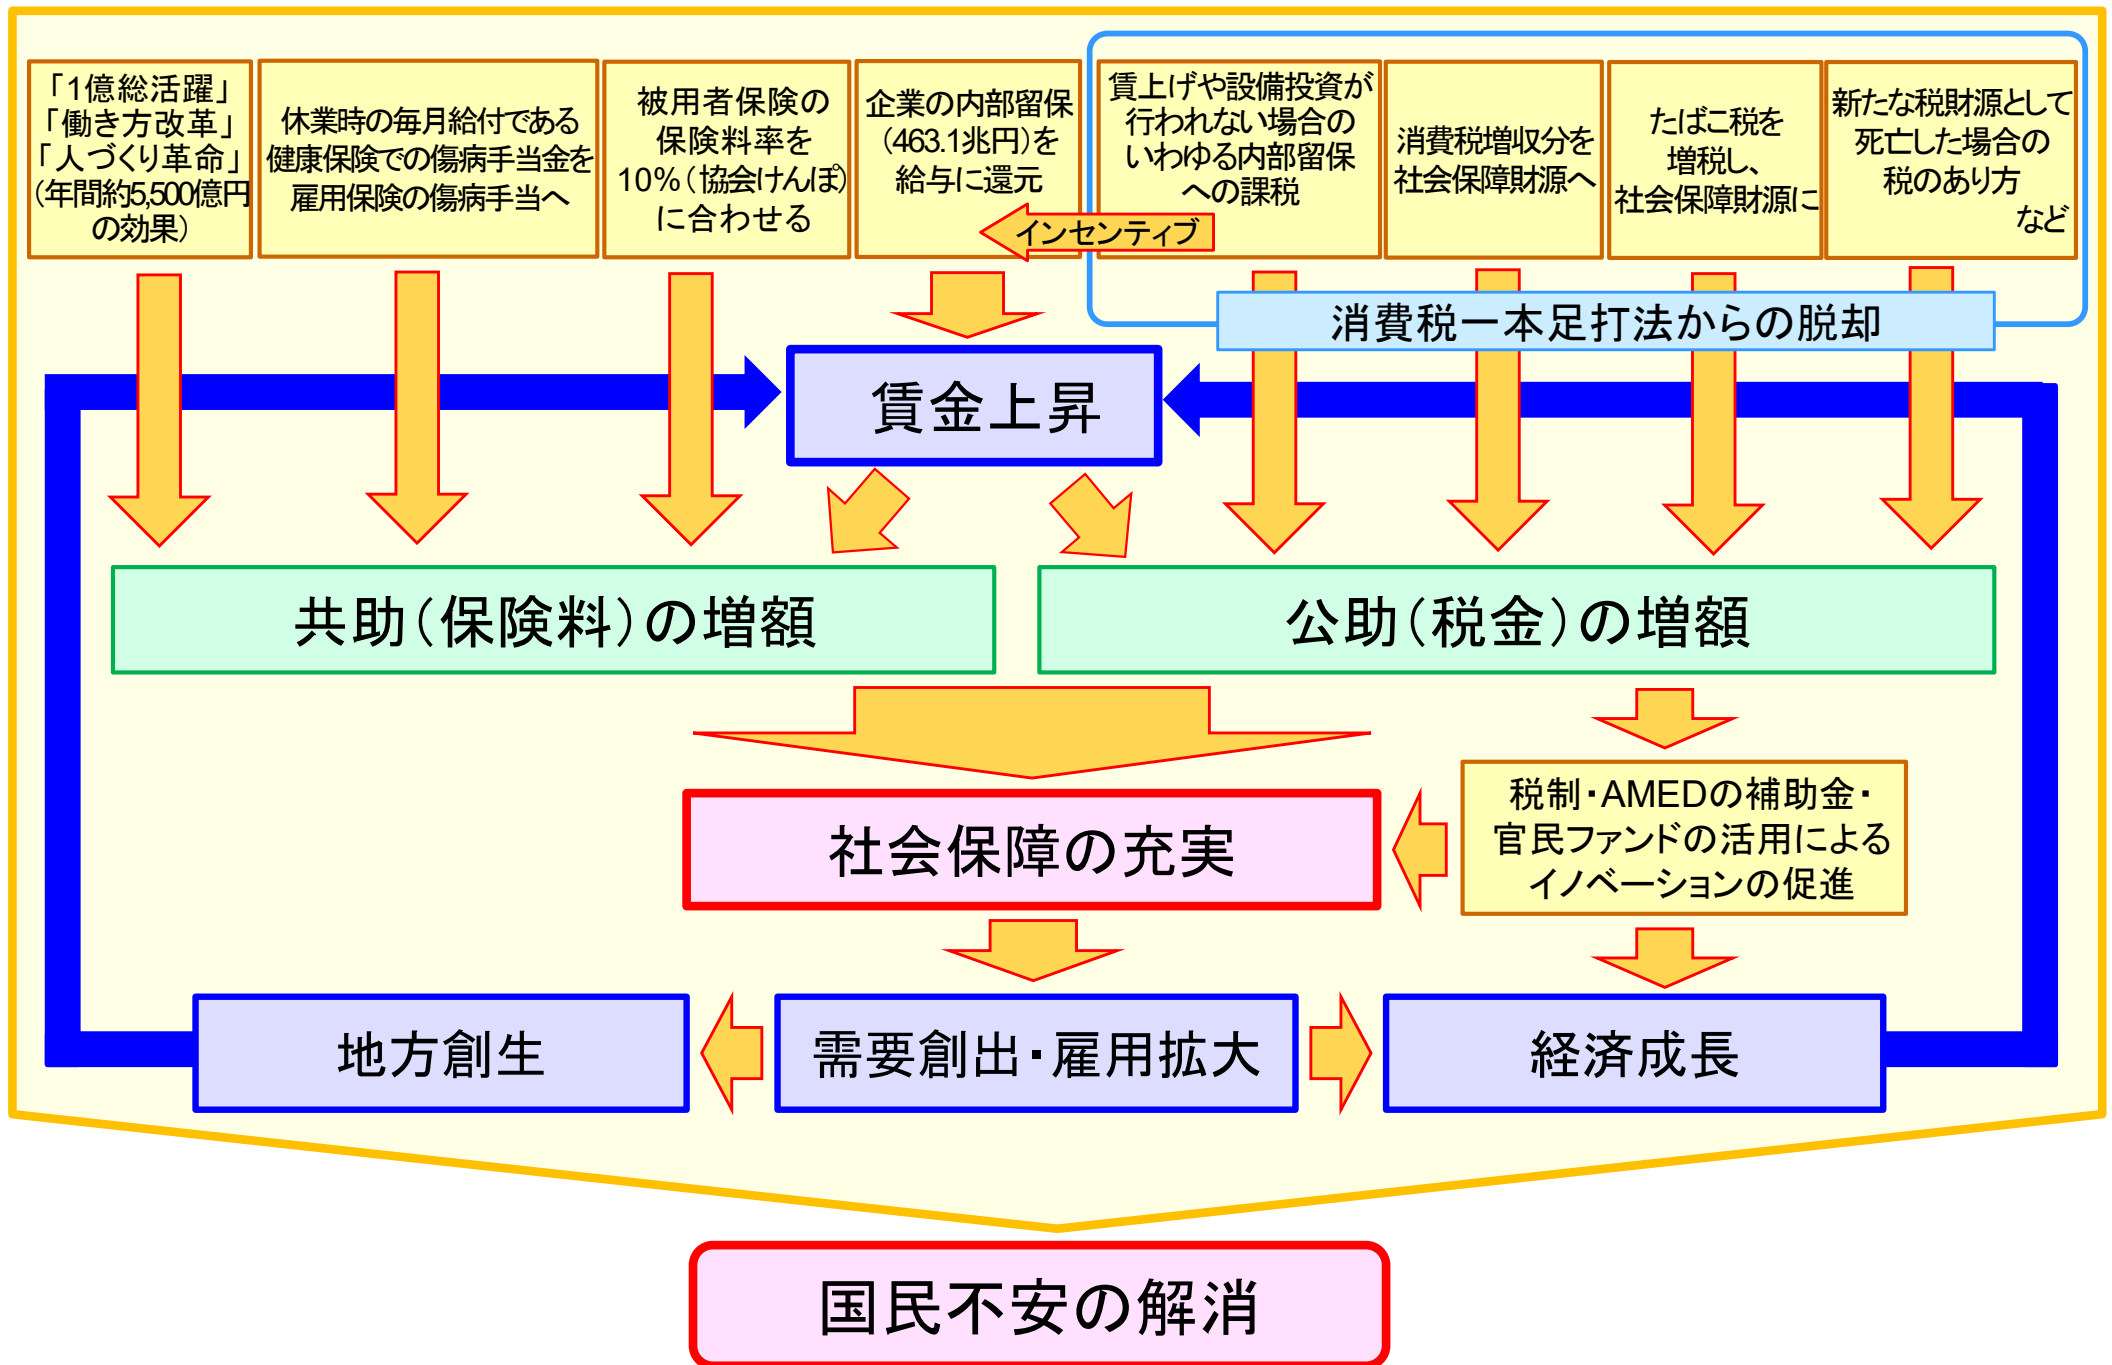 「1億総活躍」
「働き方改革」
「人づくり革命」
（年間約5,500億円
の効果）
休業時の毎月給付である
健康保険での傷病手当金を
雇用保険の傷病手当へ
被用者保険の
保険料率を
10％（協会けんぽ）
に合わせる
企業の内部留保
（463.1兆円）を
給与に還元
賃上げや設備投資が
行われない場合の
いわゆる内部留保
への課税
消費税増収分を
社会保障財源へ
たばこ税を
増税し、
社会保障財源に
新たな税財源として
死亡した場合の
税のあり方
など
インセンティブ
消費税一本足打法からの脱却
賃金上昇
共助（保険料）の増額
公助（税金）の増額
社会保障の充実
税制・AMEDの補助金・
官民ファンドの活用による
イノベーションの促進
地方創生
需要創出・雇用拡大
経済成長
国民不安の解消